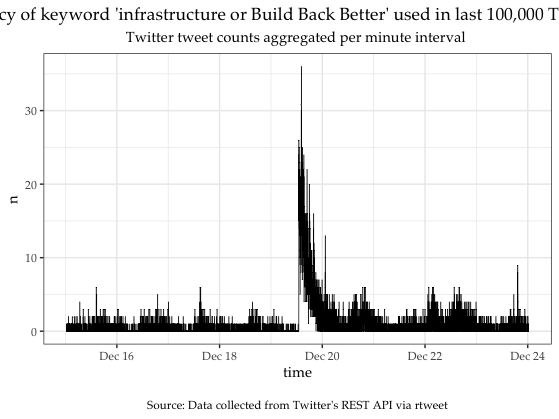 cy of keyword 'infrastructure or Build Back Better' used in last 100,000 T
Twitter tweet counts aggregated per minute interval
30
20
10
0
n
Dec 16 Dec 18 Dec 20 Dec 22 Dec 24
time
Source: Data collected from Twitter's REST API via rtweet